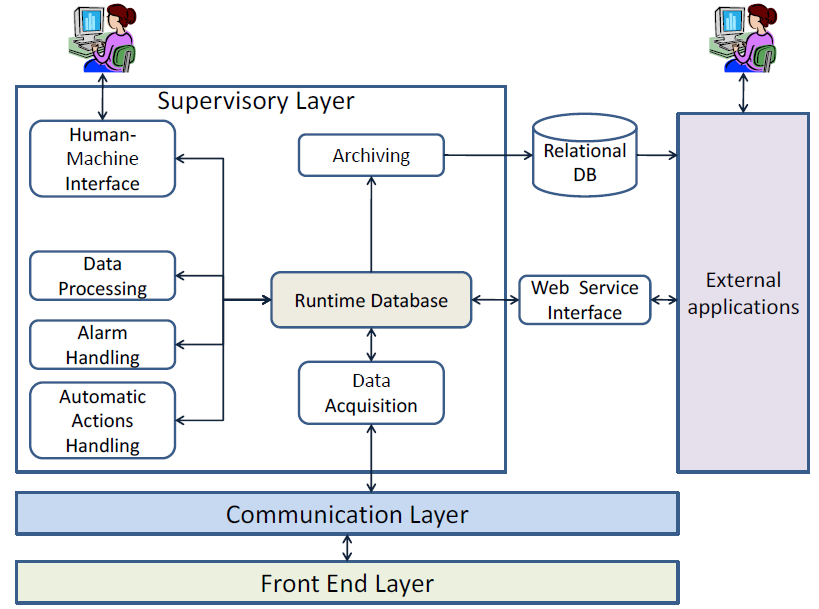 Supervisory Layer
Human-
Machine
Interface
Archiving
Relational
DB
Data
Processing
Runtime Database
Web Service
Interface
External
applications
Alarm
Handling
Data
Acquisition
Automatic
Actions
Handling
Communication Layer
Front End Layer